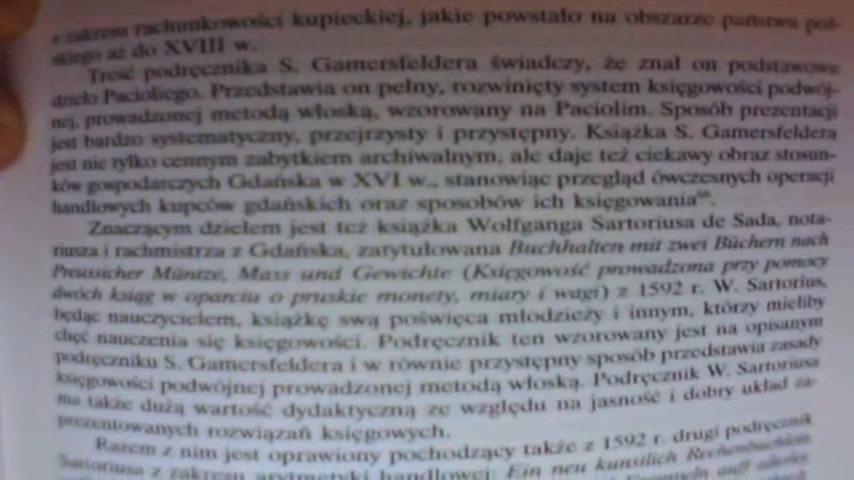 z zakresu rachunkowości kupieckiej, jakie powstało na obszarze państwa pol-
skiego aż do XVIII w.
Treść podręcznika S. Gamersfeldera świadczy, że znał on podstawowe
dzieło Pacioliego. Przedstawia on pełny, rozwinięty system księgowości podwój-
nej, prowadzonej metodą włoską, wzorowany na Paciolim. Sposób prezentacji
jest bardzo systematyczny, przejrzysty i przystępny. Książka S. Gamersfeldera
jest nie tylko cennym zabytkiem archiwalnym, ale daje też ciekawy obraz stosun-
ków gospodarczych Gdańska w XVI w., stanowiąc przegląd ówczesnych operacji
handlowych kupców gdańskich oraz sposobów ich księgowania
Znaczącym dziełem jest też książka Wolfganga Sartoriusa de Sada, nota-
riusza i rachmistrza z Gdańska, zatytułowana Buchhalten mit zwei Büchern nach
Preussicher Müntze, Mass und Gewichte (Księgowość prowadzona przy pomocy
dwóch ksiąg w oparciu o pruskie monety, miary i wagi) z 1592 r. W. Sartorius,
będąc nauczycielem, książkę swą poświęca młodzieży i innym, którzy mieliby
chęć nauczenia się księgowości. Podręcznik ten wzorowany jest na opisanym
podręczniku S. Gamersfeldera i w równie przystępny sposób przedstawia zasady
księgowości podwójnej prowadzonej metodą włoską. Podręcznik W. Sartoriusa
ma także dużą wartość dydaktyczną ze względu na jasność i dobry układ za-
prezentowanych rozwiązań księgowych.
Razem z nim jest oprawiony pochodzący także z 1592 r. drugi podręcznik
Sartoriusa z zakresu arytmetyki handlowej: Ein neu kunstlich Rechenbuchlein
auff